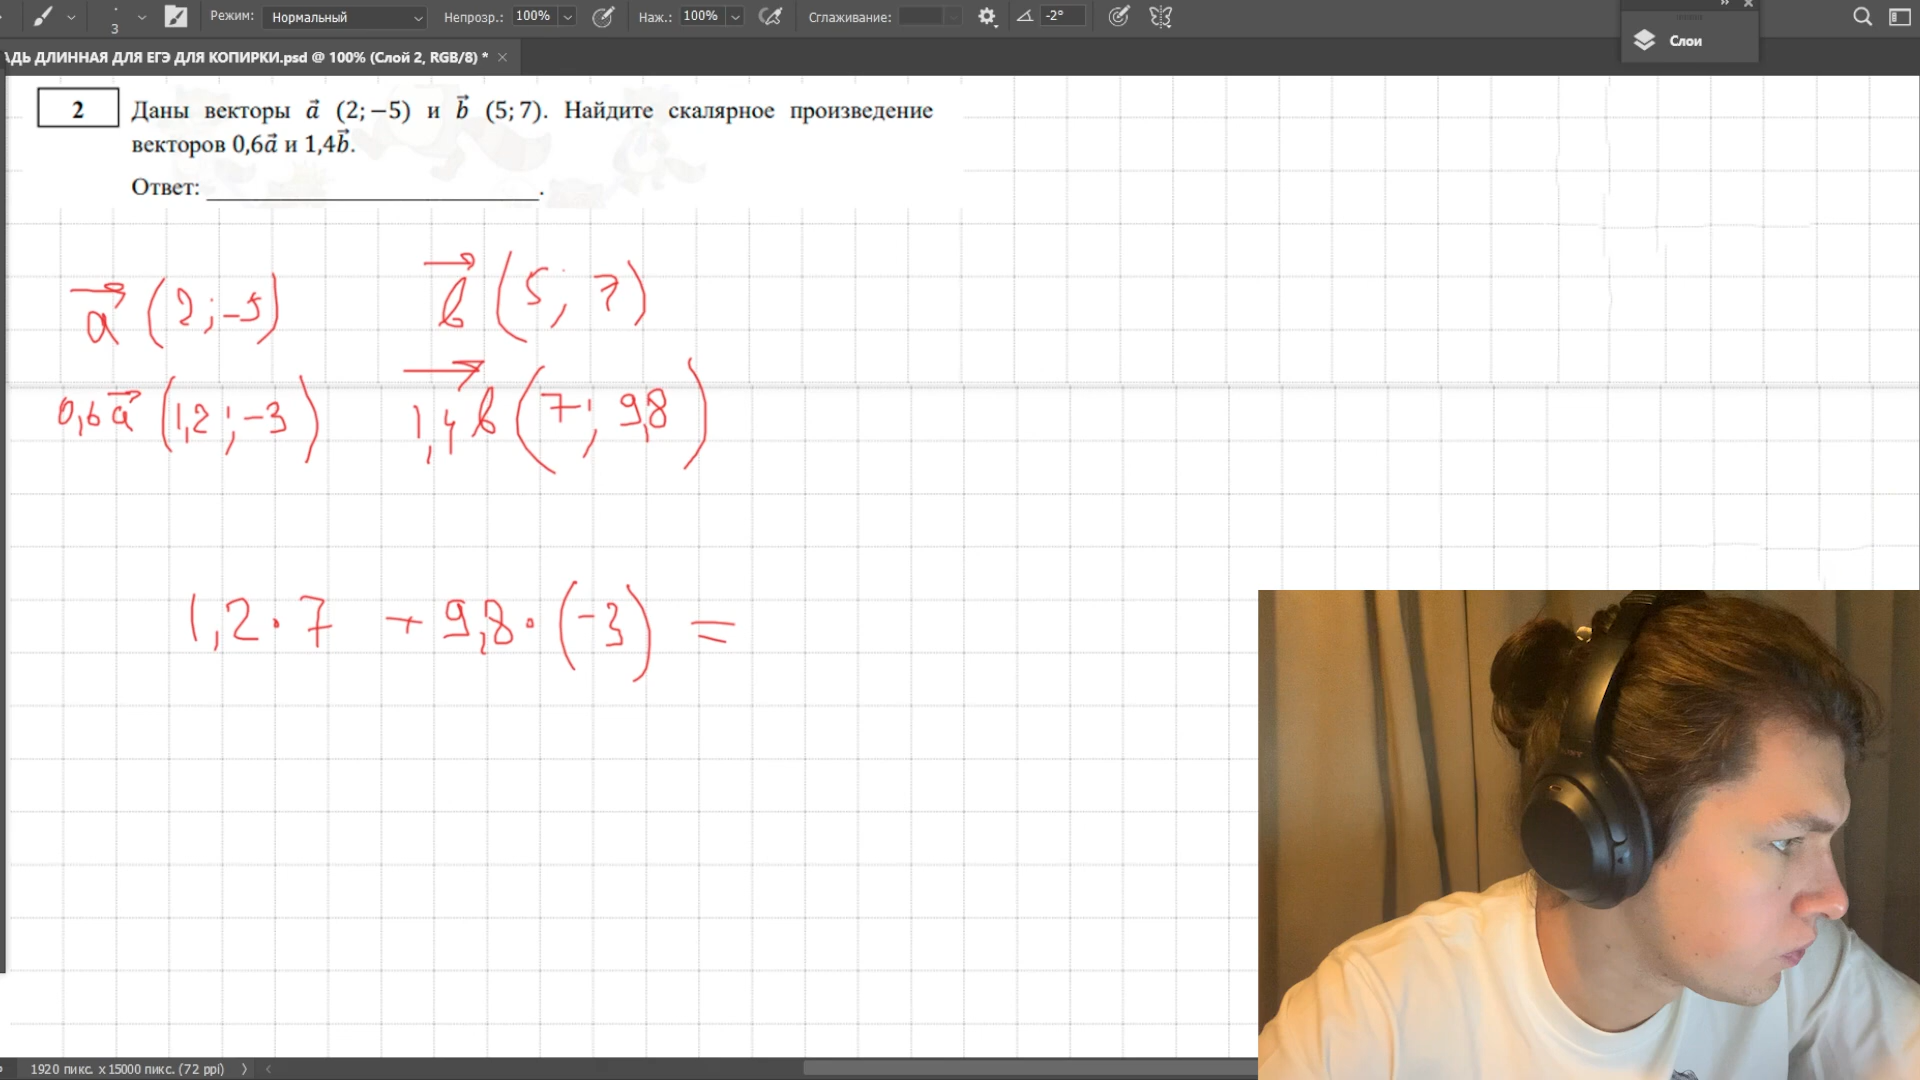 3 Режим: Нормальный Непрозр.: 100% Наж.: 100% Сглаживание: -2°
Слои
АДЬ ДЛИННАЯ ДЛЯ ЕГЭ ДЛЯ КОПИРКИ.psd @ 100% (Слой 2, RGB/8) *
2 Даны векторы a⃗ (2; −5) и b⃗ (5; 7). Найдите скалярное произведение
векторов 0,6a⃗ и 1,4b⃗.
Ответ: ____________________.
a⃗ (2; -5) b⃗ (5; 7)
0,6a⃗ (1,2; -3) 1,4b⃗ (7; 9,8)
1,2 · 7 + 9,8 · (-3) =
1920 пикс. x 15000 пикс. (72 ppi)